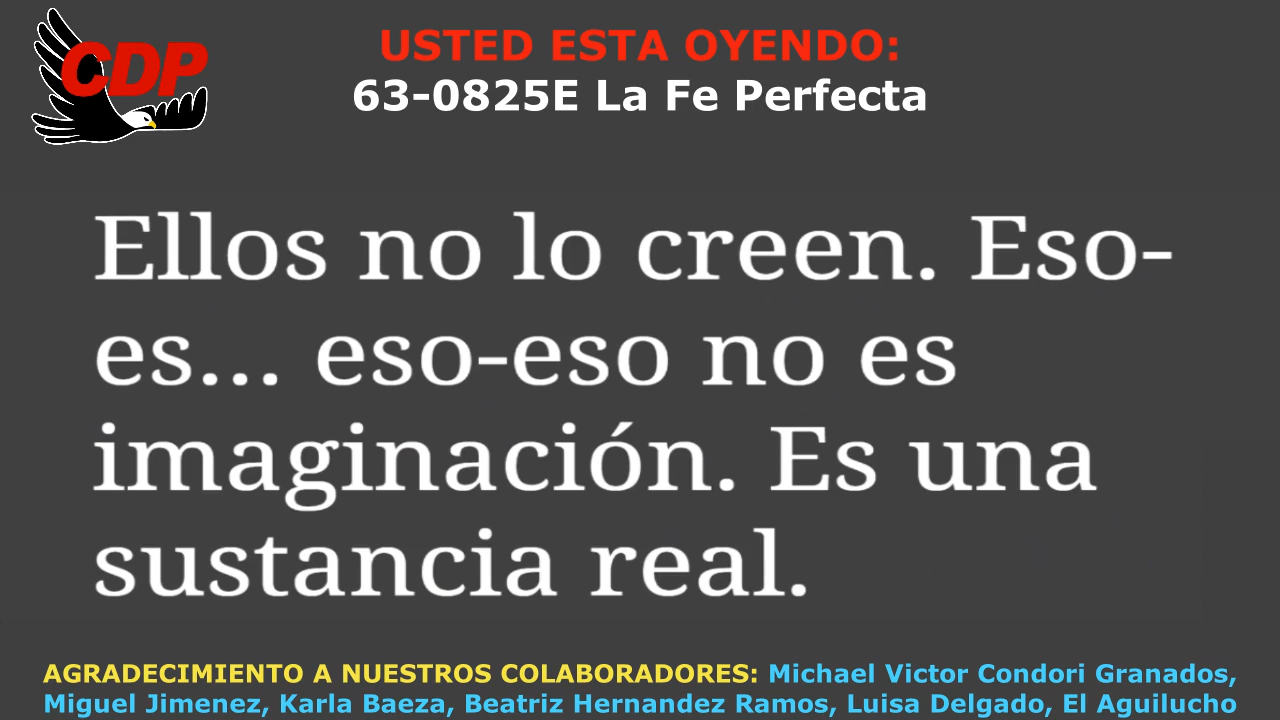 CDP
USTED ESTA OYENDO:
63-0825E La Fe Perfecta
Ellos no lo creen. Eso-
es... eso-eso no es
imaginación. Es una
sustancia real.
AGRADECIMIENTO A NUESTROS COLABORADORES: Michael Victor Condori Granados,
Miguel Jimenez, Karla Baeza, Beatriz Hernandez Ramos, Luisa Delgado, El Aguilucho